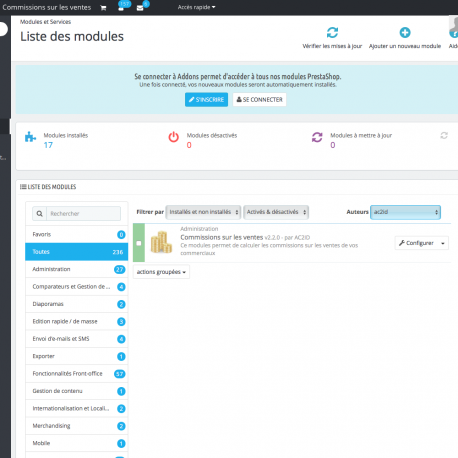 Commissions sur les ventes
Accès rapide
Modules et Services
Liste des modules
Vérifier les mises à jour
Ajouter un nouveau module
Se connecter à Addons permet d'accéder à tous nos modules PrestaShop.
Une fois connecté, vos nouveaux modules seront automatiquement installés.
S'INSCRIRE
SE CONNECTER
Modules installés
17
Modules désactivés
0
Modules à mettre à jour
0
LISTE DES MODULES
Rechercher
Filtrer par
Installés et non installés
Activés & désactivés
Auteurs
ac2id
Favoris 0
Toutes 236
Administration 27
Comparateurs et Gestion de ... 4
Diaporamas 2
Edition rapide / de masse 3
Envoi d'e-mails et SMS 4
Exporter 1
Fonctionnalités Front-office 57
Gestion de contenu 1
Internationalisation et Locali... 2
Merchandising 2
Mobile 1
Administration
Commissions sur les ventes v2.2.0 - par AC2ID
Ce modules permet de calculer les commissions sur les ventes de vos
commerciaux
Configurer
actions groupées